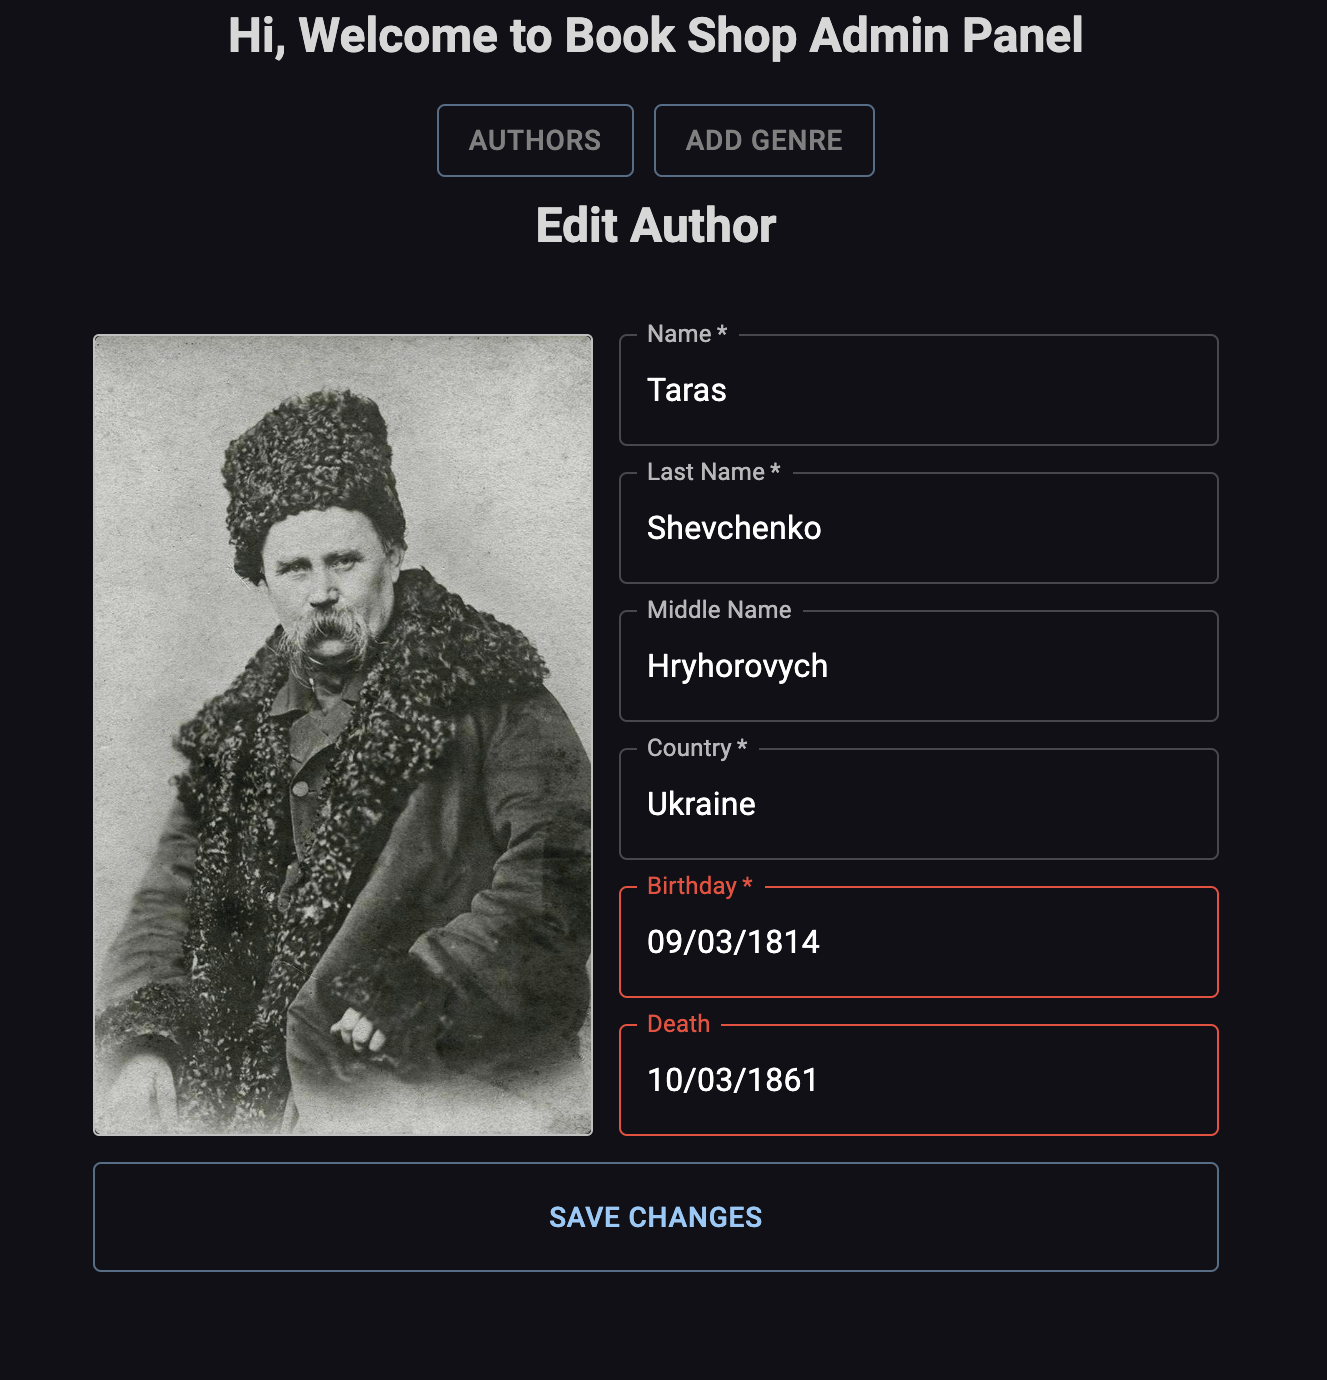 Hi, Welcome to Book Shop Admin Panel
AUTHORS
ADD GENRE
Edit Author
Name *
Taras
Last Name *
Shevchenko
Middle Name
Hryhorovych
Country *
Ukraine
Birthday *
09/03/1814
Death
10/03/1861
SAVE CHANGES